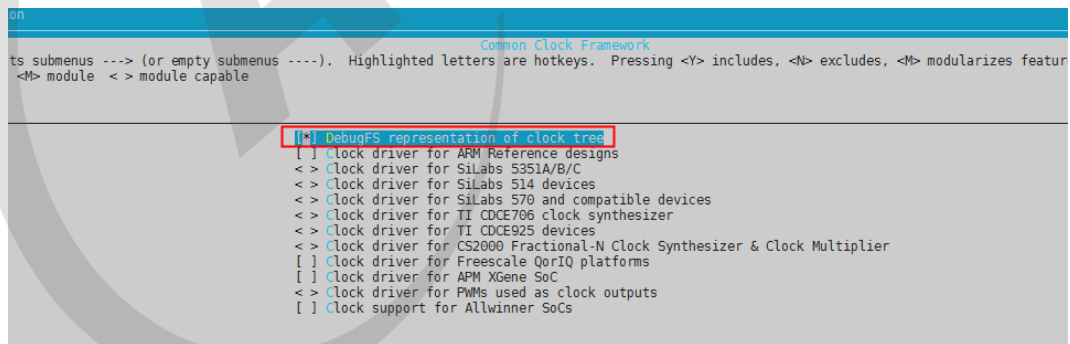 on
Common Clock Framework
ts submenus ---> (or empty submenus ----).  Highlighted letters are hotkeys.  Pressing <Y> includes, <N> excludes, <M> modularizes featur
<M> module  < > module capable
[*] DebugFS representation of clock tree
[ ] Clock driver for ARM Reference designs
< > Clock driver for SiLabs 5351A/B/C
< > Clock driver for SiLabs 514 devices
< > Clock driver for SiLabs 570 and compatible devices
< > Clock driver for TI CDCE706 clock synthesizer
< > Clock driver for TI CDCE925 devices
< > Clock driver for CS2000 Fractional-N Clock Synthesizer & Clock Multiplier
[ ] Clock driver for Freescale QorIQ platforms
[ ] Clock driver for APM XGene SoC
< > Clock driver for PWMs used as clock outputs
[ ] Clock support for Allwinner SoCs